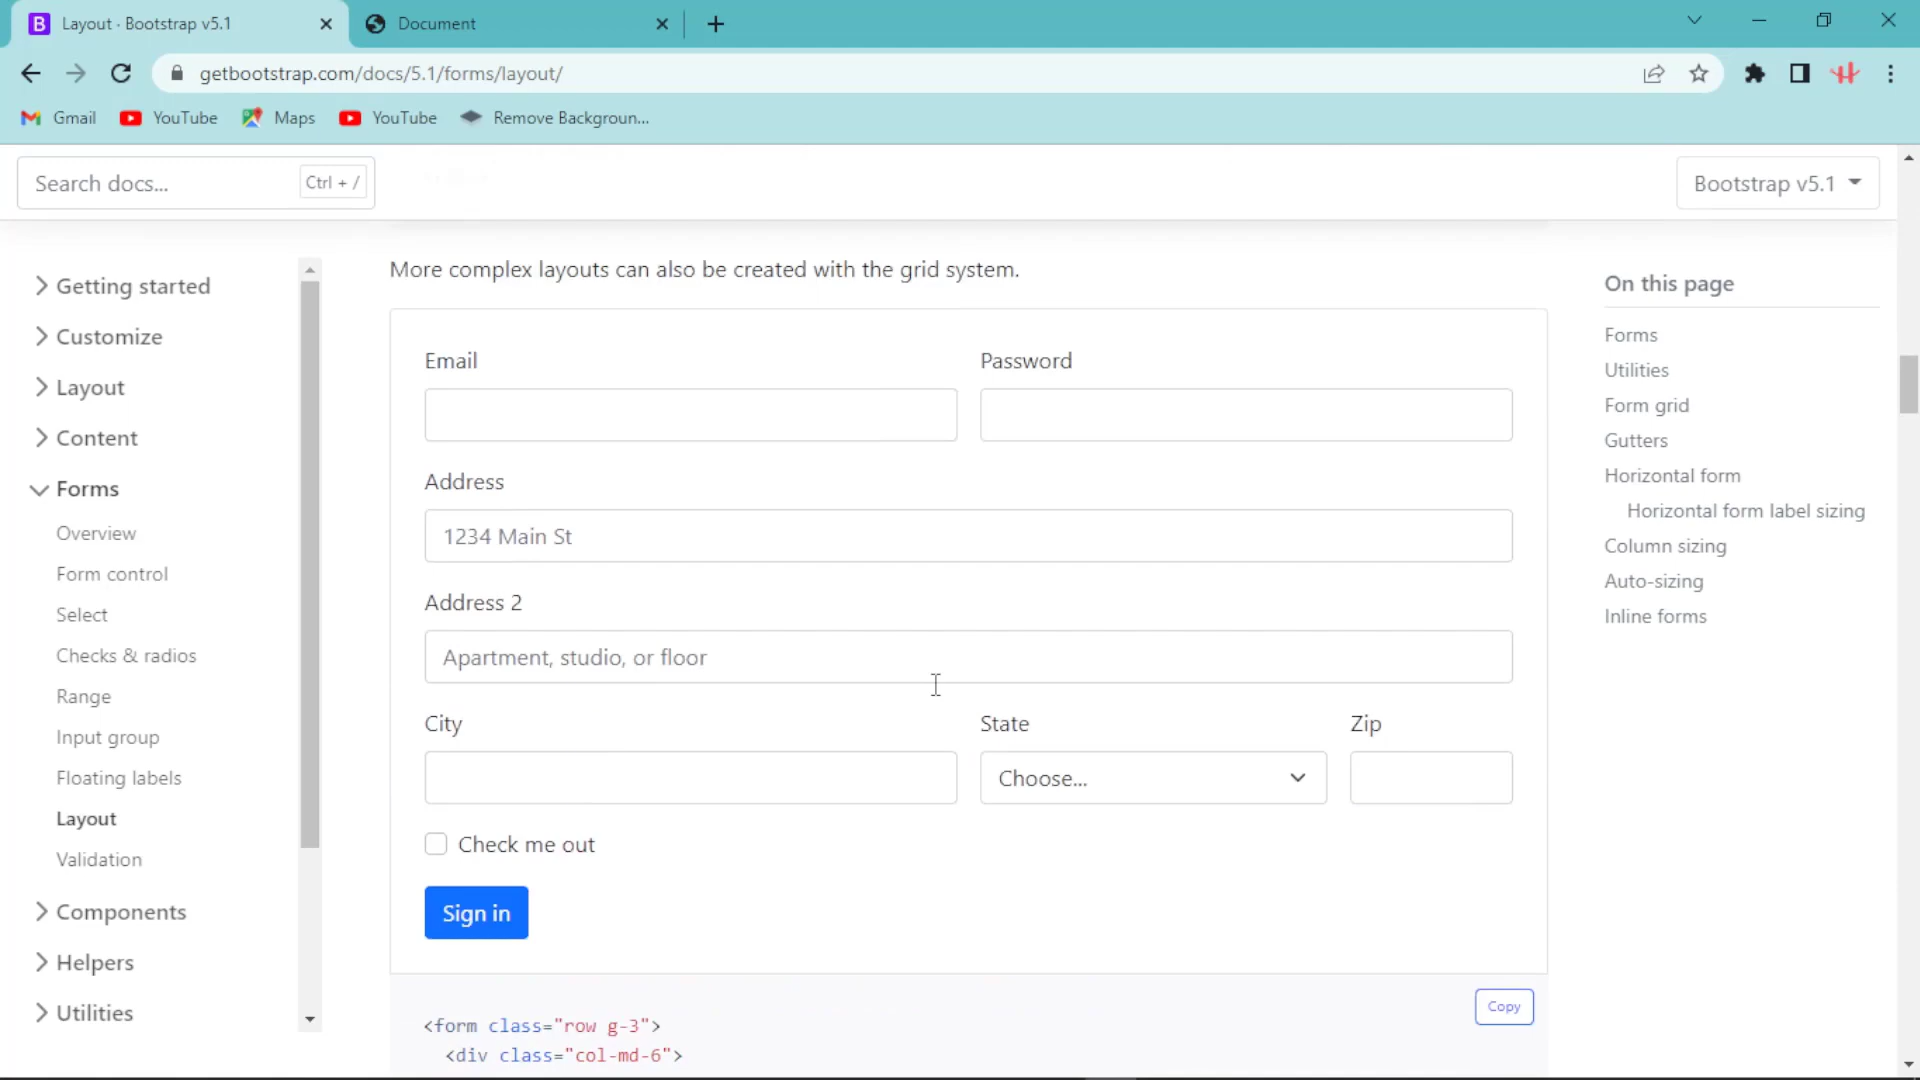 Layout · Bootstrap v5.1
Document
getbootstrap.com/docs/5.1/forms/layout/
Gmail
YouTube
Maps
YouTube
Remove Backgroun...
Search docs...
Ctrl + /
Bootstrap v5.1
Getting started
Customize
Layout
Content
Forms
Overview
Form control
Select
Checks & radios
Range
Input group
Floating labels
Layout
Validation
Components
Helpers
Utilities
More complex layouts can also be created with the grid system.
Email
Password
Address
1234 Main St
Address 2
Apartment, studio, or floor
City
State
Zip
Choose...
Check me out
Sign in
Copy
<form class="row g-3">
<div class="col-md-6">
On this page
Forms
Utilities
Form grid
Gutters
Horizontal form
Horizontal form label sizing
Column sizing
Auto-sizing
Inline forms